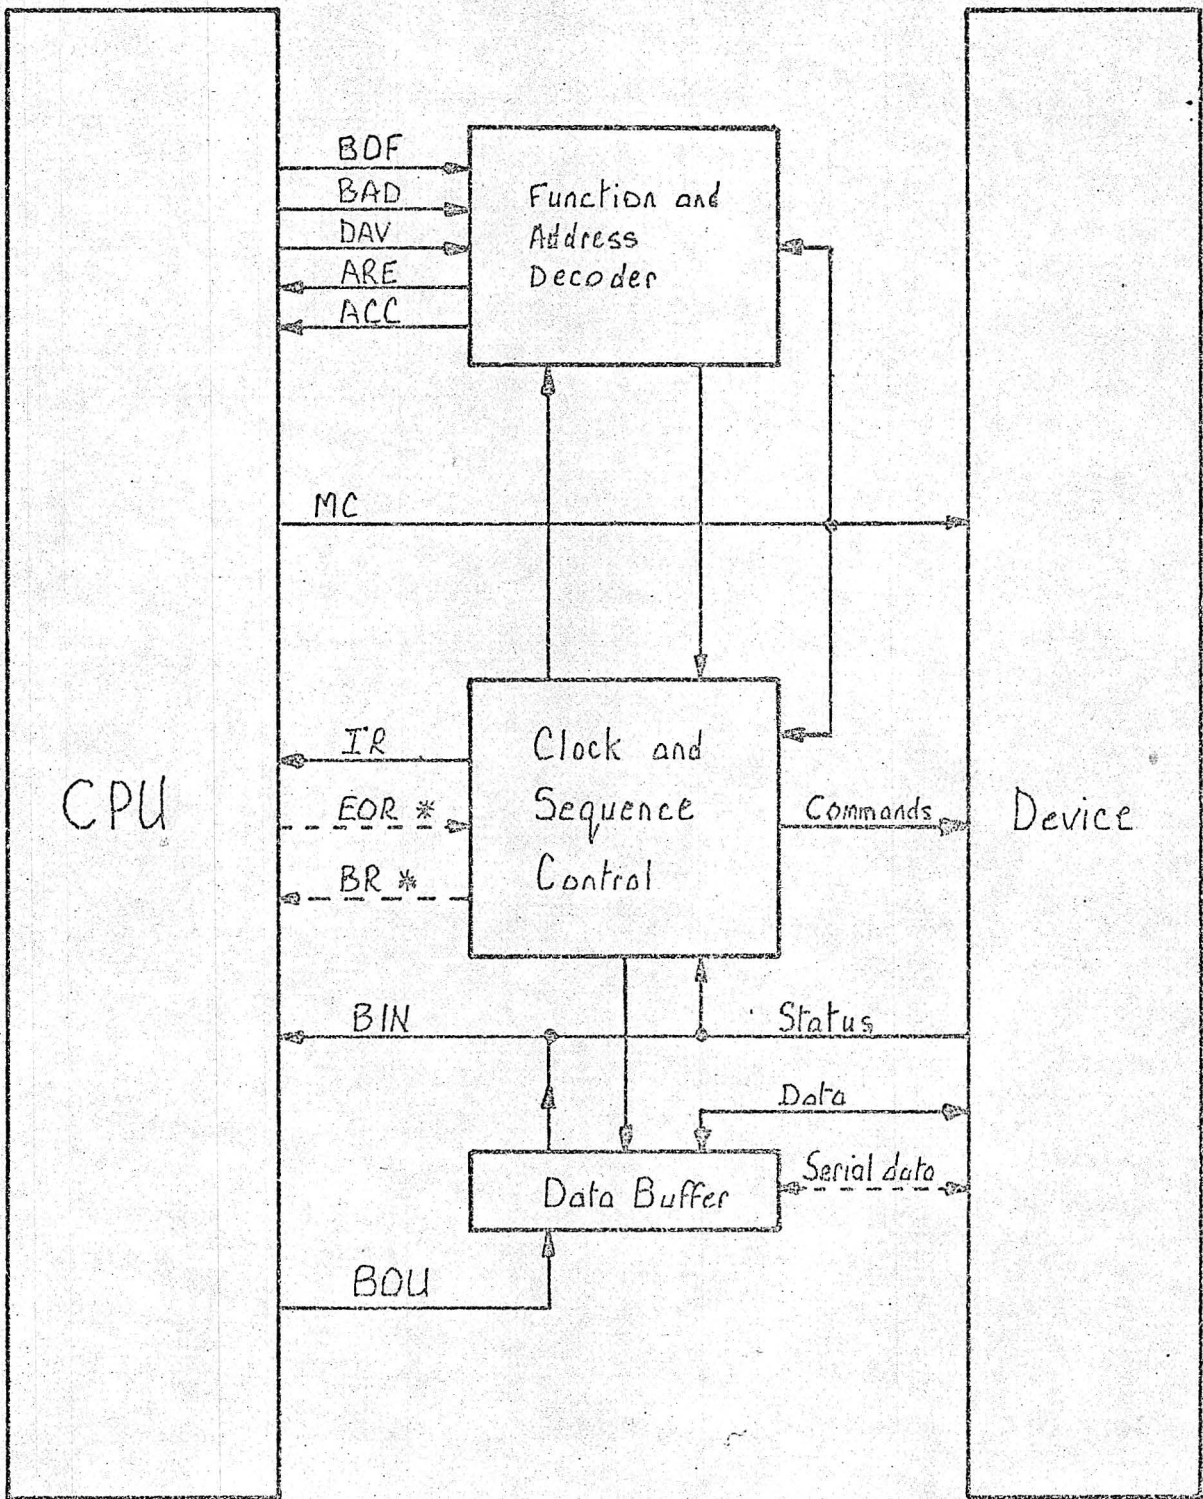 BOF
BAD
DAV
ARE
ACC
Function and
Address
Decoder
MC
CPU
IR
EOR *
BR *
Clock and
Sequence
Control
Commands
Device
BIN
Status
Data
Serial data
Data Buffer
BOU